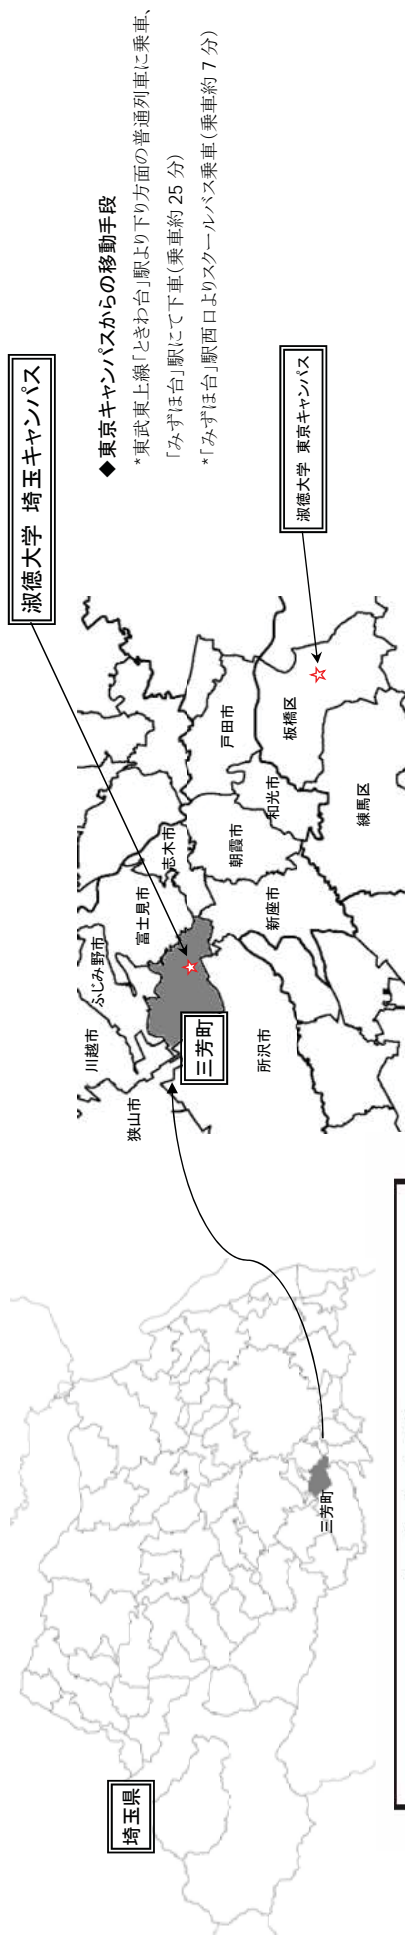 埼玉県
三芳町
淑徳大学 埼玉キャンパス
◆東京キャンパスからの移動手段
*東武東上線「ときわ台」駅より下り方面の普通列車に乗車、
「みずほ台」駅にて下車(乗車約 25 分)
*「みずほ台」駅西口よりスクールバス乗車(乗車約 7 分)
川越市
ふじみ野市
狭山市
富士見市
志木市
三芳町
所沢市
新座市
朝霞市
和光市
戸田市
板橋区
練馬区
淑徳大学 東京キャンパス